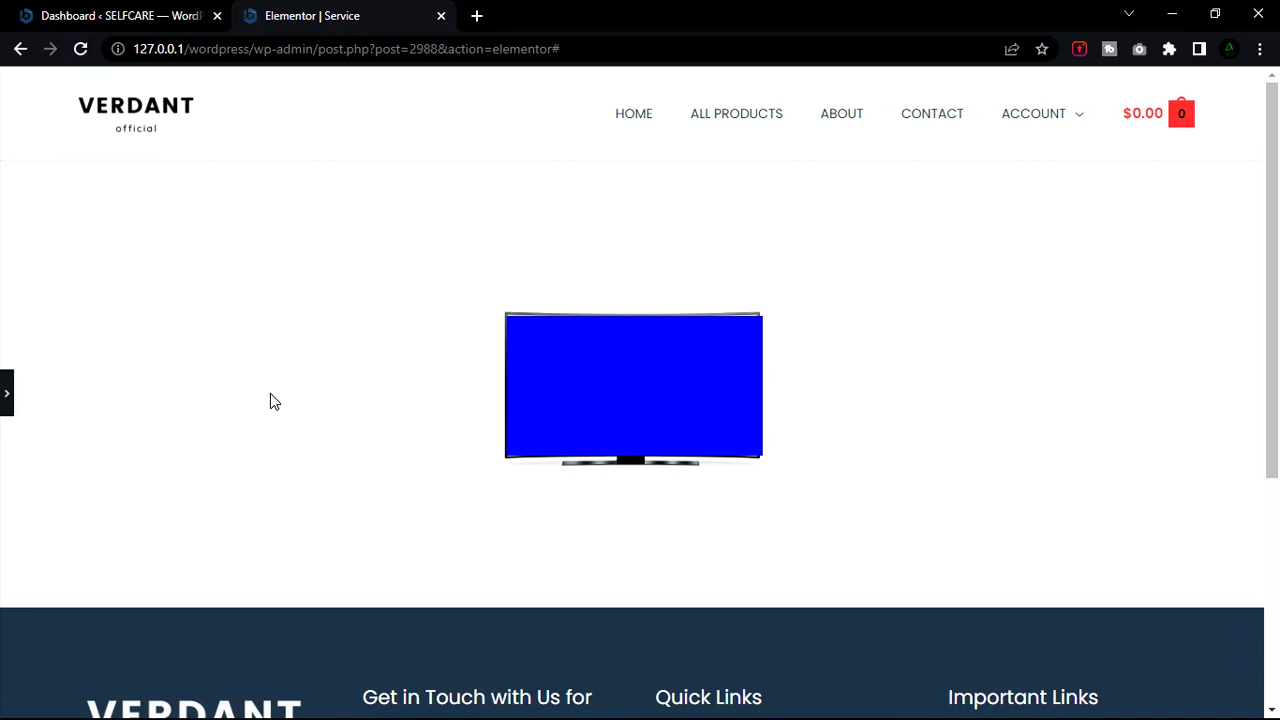 Dashboard ‹ SELFCARE — WordP
Elementor | Service
127.0.0.1/wordpress/wp-admin/post.php?post=2988&action=elementor#
VERDANT
official
HOME
ALL PRODUCTS
ABOUT
CONTACT
ACCOUNT
$0.00
0
VERDANT
Get in Touch with Us for
Quick Links
Important Links